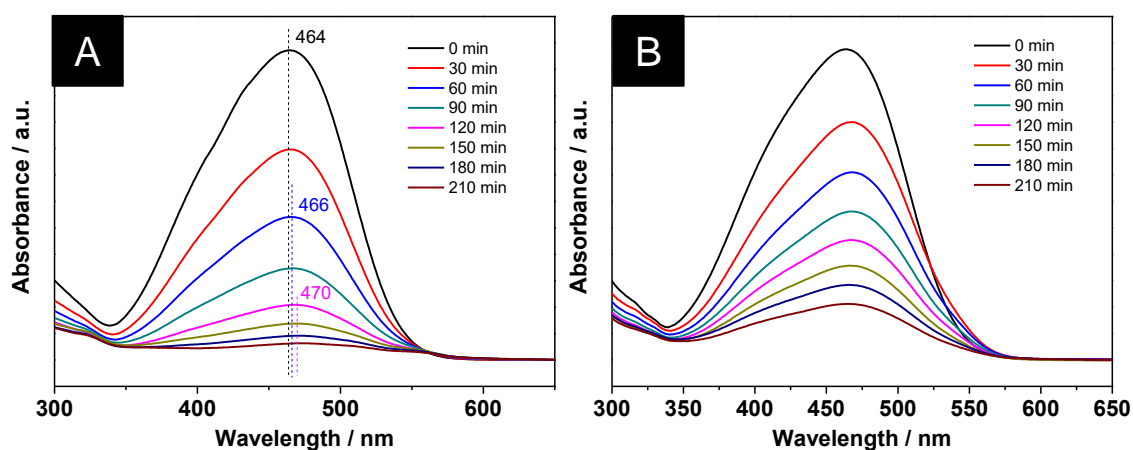 A
464
466
470
0 min
30 min
60 min
90 min
120 min
150 min
180 min
210 min
Absorbance / a.u.
300 400 500 600
Wavelength / nm
B
0 min
30 min
60 min
90 min
120 min
150 min
180 min
210 min
Absorbance / a.u.
300 350 400 450 500 550 600 650
Wavelength / nm